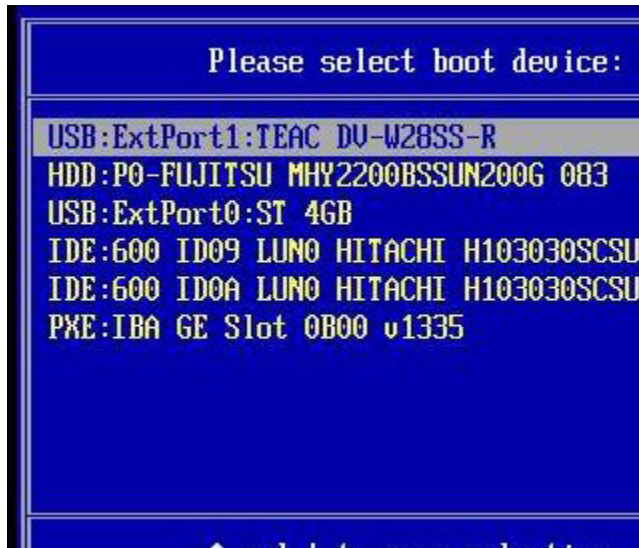 Please select boot device:
USB:ExtPort1:TEAC DV-W28SS-R
HDD:P0-FUJITSU MHY2200BSSUN200G 083
USB:ExtPort0:ST 4GB
IDE:600 ID09 LUN0 HITACHI H103030SCSU
IDE:600 ID0A LUN0 HITACHI H103030SCSU
PXE:IBA GE Slot 0B00 v1335